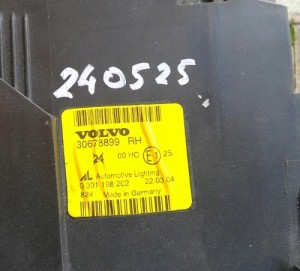 240525
VOLVO
30678899 RH
24 00 HC E1 25
AL Automotive Lighting
0 301 198 202 22.03.04
824 Made in Germany